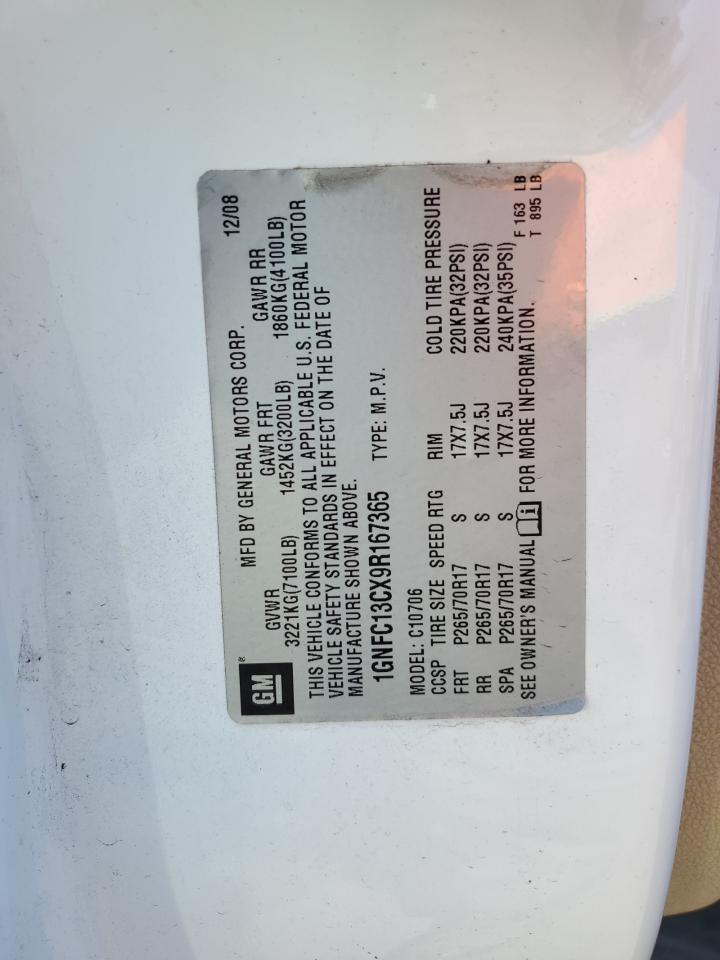 GM® MFD BY GENERAL MOTORS CORP. 12/08
GVWR GAWR FRT GAWR RR
3221KG(7100LB) 1452KG(3200LB) 1860KG(4100LB)
THIS VEHICLE CONFORMS TO ALL APPLICABLE U.S. FEDERAL MOTOR
VEHICLE SAFETY STANDARDS IN EFFECT ON THE DATE OF
MANUFACTURE SHOWN ABOVE.
1GNFC13CX9R167365 TYPE: M.P.V.
MODEL: C10706
CCSP TIRE SIZE SPEED RTG RIM COLD TIRE PRESSURE
FRT P265/70R17 S 17X7.5J 220KPA(32PSI)
RR P265/70R17 S 17X7.5J 220KPA(32PSI)
SPA P265/70R17 S 17X7.5J 240KPA(35PSI) F 163 LB
SEE OWNER'S MANUAL FOR MORE INFORMATION. T 895 LB